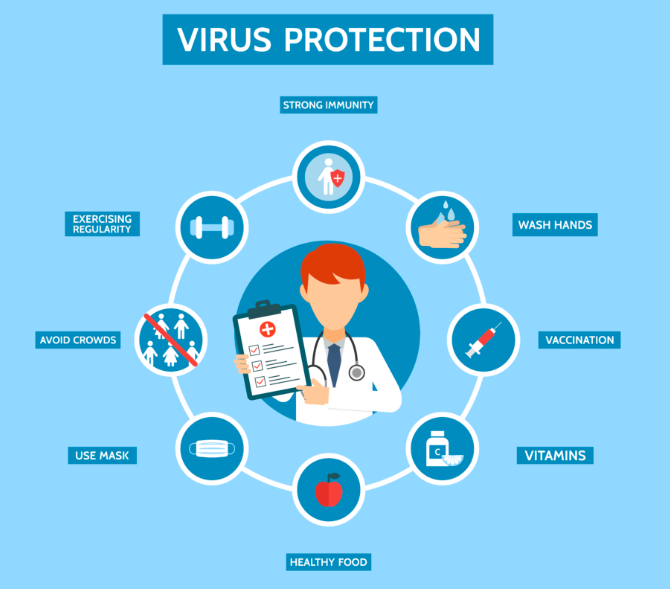 VIRUS PROTECTION
STRONG IMMUNITY
EXERCISING
REGULARITY
WASH HANDS
AVOID CROWDS
VACCINATION
USE MASK
C
VITAMINS
HEALTHY FOOD